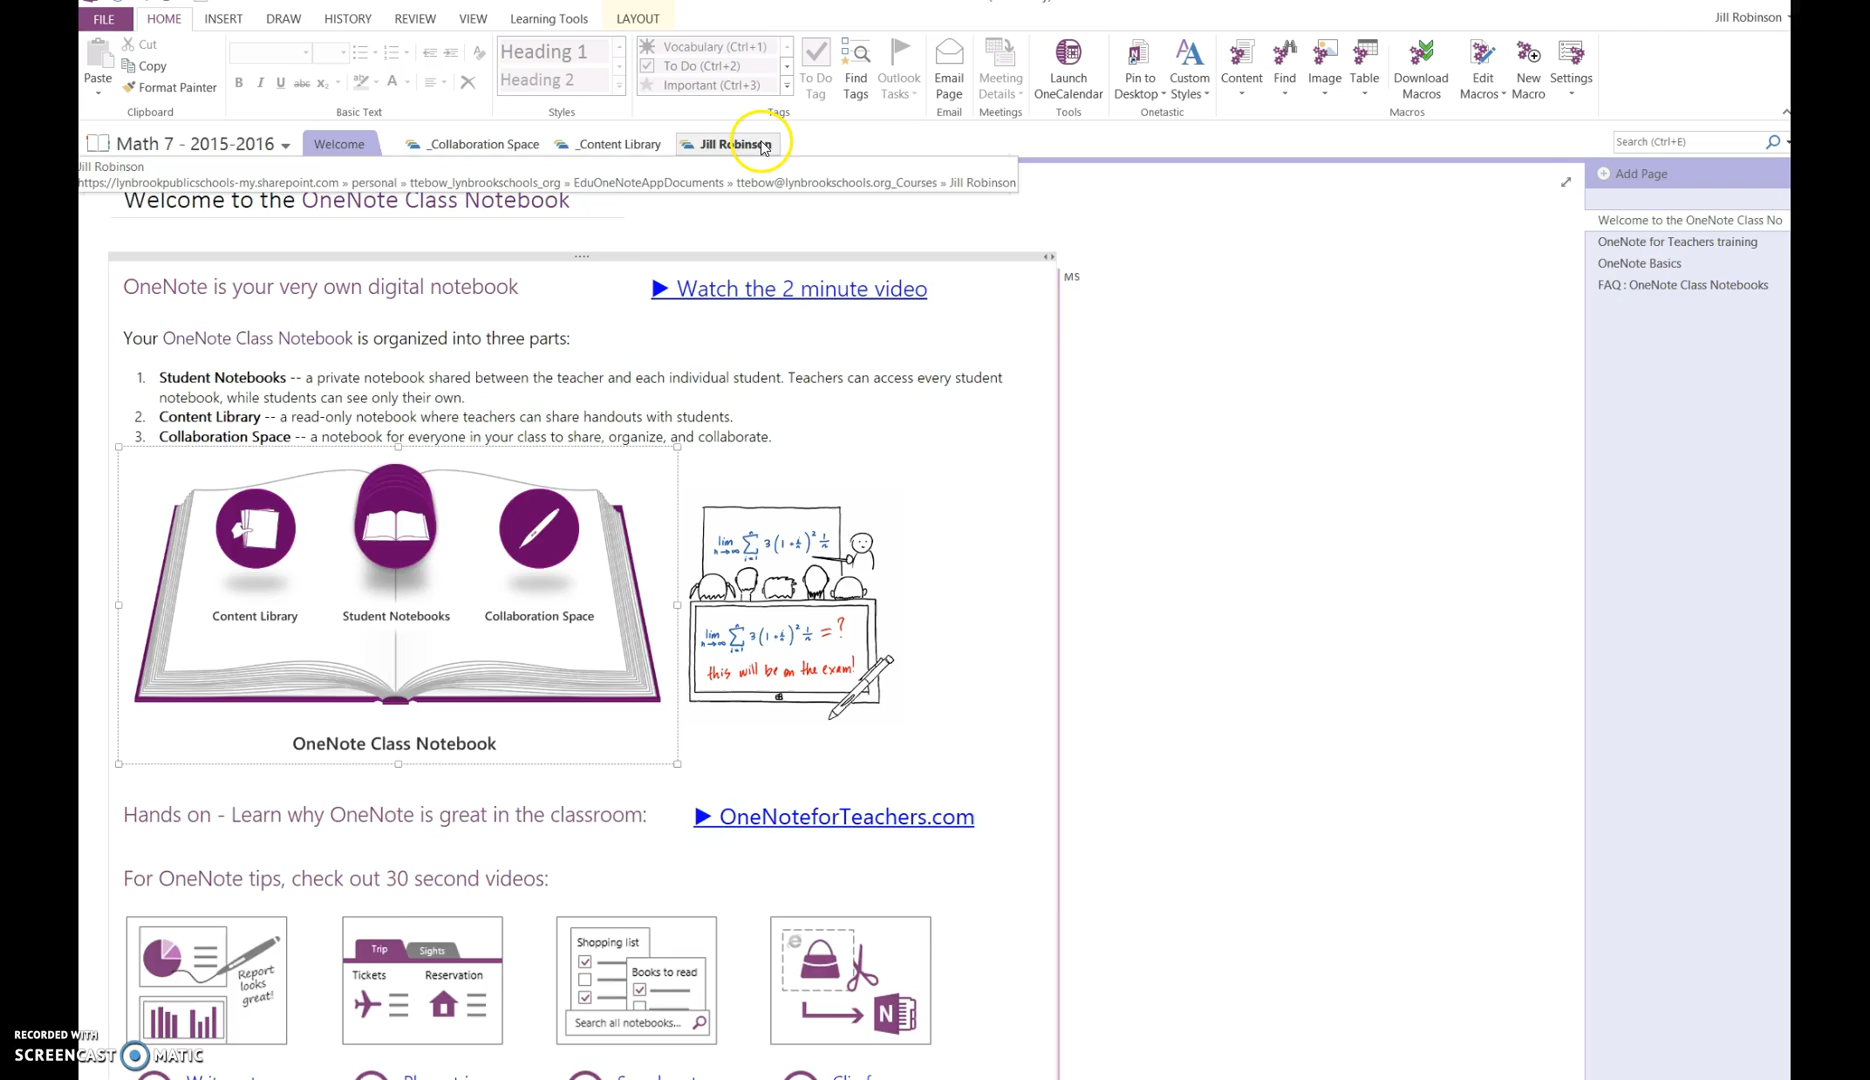 FILE HOME INSERT DRAW HISTORY REVIEW VIEW Learning Tools LAYOUT
Jill Robinson
Paste
Cut
Copy
Format Painter
Clipboard
B I U abc X₂ A
Basic Text
Heading 1
Heading 2
Styles
Vocabulary (Ctrl+1)
To Do (Ctrl+2)
Important (Ctrl+3)
To Do Tag
Find Tags
Outlook Tasks
Tags
Email Page
Email
Meeting Details
Meetings
Launch OneCalendar
Tools
Pin to Desktop
Custom Styles
Onetastic
Content
Find
Image
Table
Download Macros
Edit Macros
New Macro
Settings
Macros
Math 7 - 2015-2016
Welcome
_Collaboration Space
_Content Library
Jill Robinson
Search (Ctrl+E)
Jill Robinson
https://lynbrookpublicschools-my.sharepoint.com » personal » ttebow_lynbrookschools_org » EduOneNoteAppDocuments » ttebow@lynbrookschools.org_Courses » Jill Robinson
Add Page
Welcome to the OneNote Class No
OneNote for Teachers training
OneNote Basics
FAQ : OneNote Class Notebooks
Welcome to the OneNote Class Notebook
OneNote is your very own digital notebook
Watch the 2 minute video
MS
Your OneNote Class Notebook is organized into three parts:
1. Student Notebooks -- a private notebook shared between the teacher and each individual student. Teachers can access every student
notebook, while students can see only their own.
2. Content Library -- a read-only notebook where teachers can share handouts with students.
3. Collaboration Space -- a notebook for everyone in your class to share, organize, and collaborate.
Content Library
Student Notebooks
Collaboration Space
OneNote Class Notebook
this will be on the exam!
Hands on - Learn why OneNote is great in the classroom:
OneNoteforTeachers.com
For OneNote tips, check out 30 second videos:
Report
looks
great!
Trip
Sights
Tickets
Reservation
Shopping list
Books to read
Search all notebooks...
N
RECORDED WITH
SCREENCAST MATIC